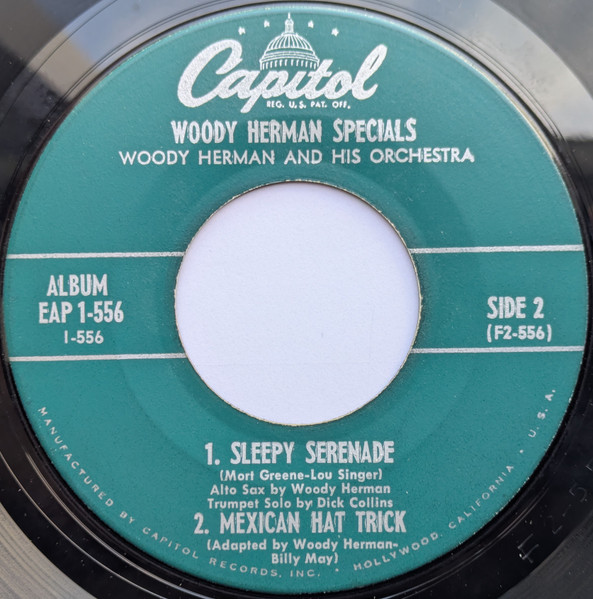 Capitol
REG. U.S. PAT. OFF.
WOODY HERMAN SPECIALS
WOODY HERMAN AND HIS ORCHESTRA
ALBUM
EAP 1-556
1-556
SIDE 2
(F2-556)
1. SLEEPY SERENADE
(Mort Greene-Lou Singer)
Alto Sax by Woody Herman
Trumpet Solo by Dick Collins
2. MEXICAN HAT TRICK
(Adapted by Woody Herman-
Billy May)
MANUFACTURED BY CAPITOL RECORDS, INC. • HOLLYWOOD, CALIFORNIA • U.S.A.